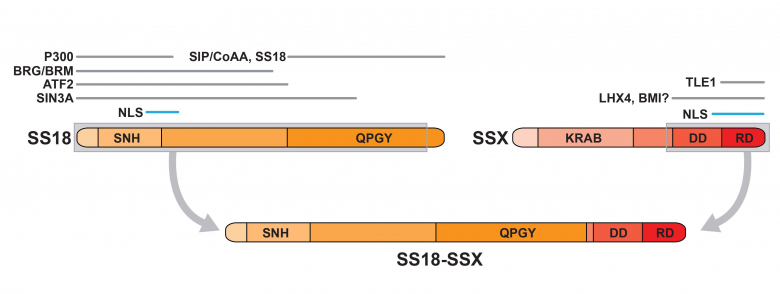 P300
SIP/CoAA, SS18
BRG/BRM
ATF2
SIN3A
NLS
SS18
SNH
QPGY
TLE1
LHX4, BMI?
NLS
SSX
KRAB
DD
RD
SNH
QPGY
DD
RD
SS18-SSX